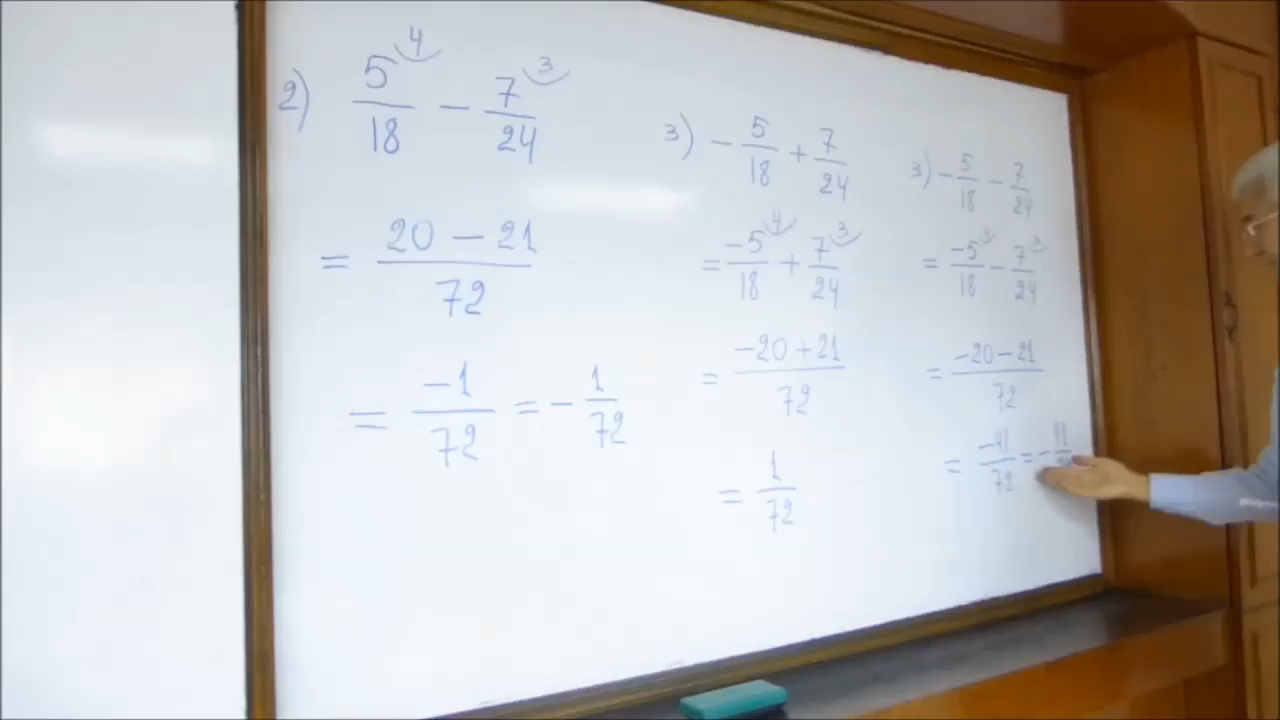 2) 5/18 ⁴ − 7/24 ³
= (20 − 21)/72
= −1/72 = − 1/72
3) − 5/18 + 7/24
= −5/18 ⁴ + 7/24 ³
= (−20 + 21)/72
= 1/72
3) − 5/18 − 7/24
= −5/18 ⁴ − 7/24 ³
= (−20 − 21)/72
= −41/72 = − 41